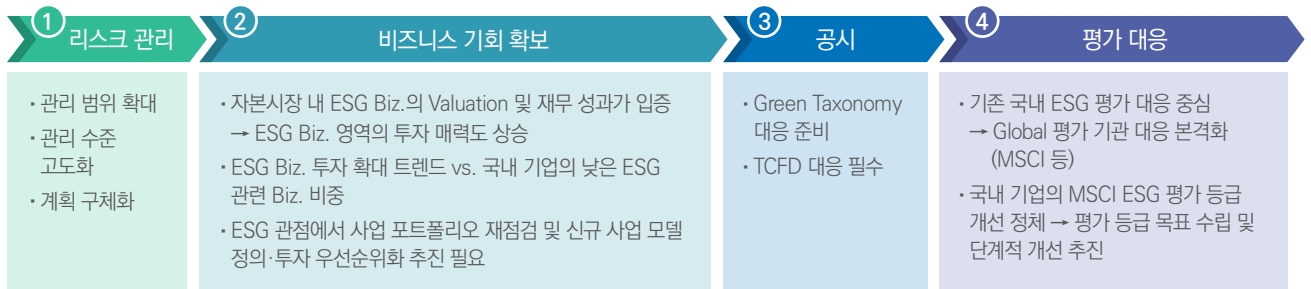 1
리스크 관리
· 관리 범위 확대
· 관리 수준
고도화
· 계획 구체화
2
비즈니스 기회 확보
· 자본시장 내 ESG Biz.의 Valuation 및 재무 성과가 입증
→ ESG Biz. 영역의 투자 매력도 상승
· ESG Biz. 투자 확대 트렌드 vs. 국내 기업의 낮은 ESG
관련 Biz. 비중
· ESG 관점에서 사업 포트폴리오 재점검 및 신규 사업 모델
정의·투자 우선순위화 추진 필요
3
공시
· Green Taxonomy
대응 준비
· TCFD 대응 필수
4
평가 대응
· 기존 국내 ESG 평가 대응 중심
→ Global 평가 기관 대응 본격화
(MSCI 등)
· 국내 기업의 MSCI ESG 평가 등급
개선 정체 → 평가 등급 목표 수립 및
단계적 개선 추진